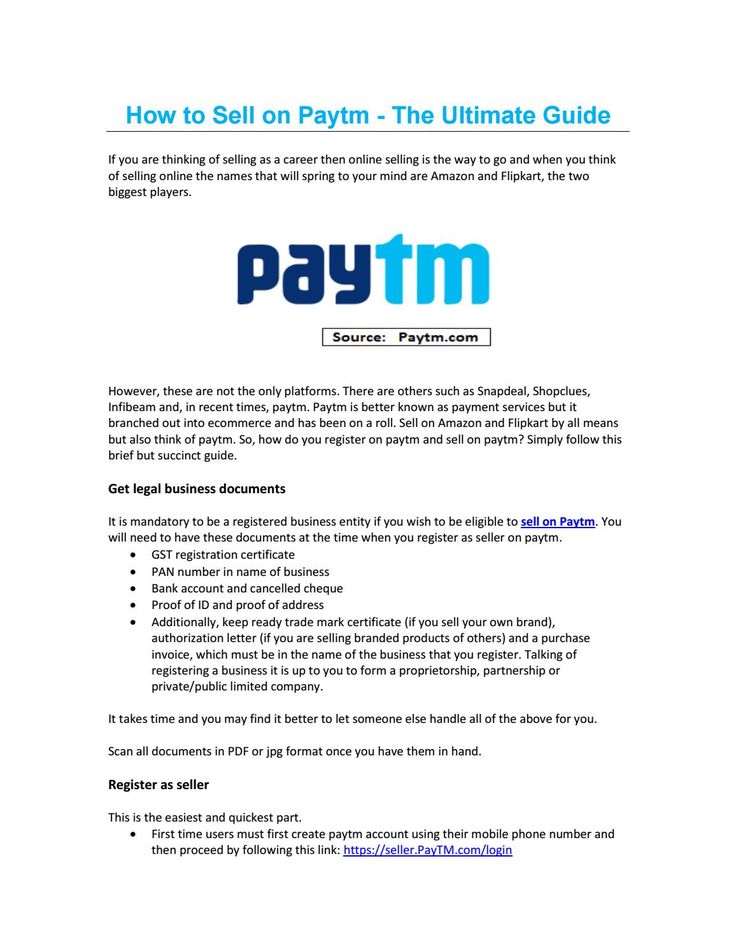 How to Sell on Paytm - The Ultimate Guide
If you are thinking of selling as a career then online selling is the way to go and when you think
of selling online the names that will spring to your mind are Amazon and Flipkart, the two
biggest players.
paytm
Source: Paytm.com
However, these are not the only platforms. There are others such as Snapdeal, Shopclues,
Infibeam and, in recent times, paytm. Paytm is better known as payment services but it
branched out into ecommerce and has been on a roll. Sell on Amazon and Flipkart by all means
but also think of paytm. So, how do you register on paytm and sell on paytm? Simply follow this
brief but succinct guide.
Get legal business documents
It is mandatory to be a registered business entity if you wish to be eligible to sell on Paytm. You
will need to have these documents at the time when you register as seller on paytm.
• GST registration certificate
• PAN number in name of business
• Bank account and cancelled cheque
• Proof of ID and proof of address
• Additionally, keep ready trade mark certificate (if you sell your own brand),
authorization letter (if you are selling branded products of others) and a purchase
invoice, which must be in the name of the business that you register. Talking of
registering a business it is up to you to form a proprietorship, partnership or
private/public limited company.
It takes time and you may find it better to let someone else handle all of the above for you.
Scan all documents in PDF or jpg format once you have them in hand.
Register as seller
This is the easiest and quickest part.
• First time users must first create paytm account using their mobile phone number and
then proceed by following this link: https://seller.PayTM.com/login